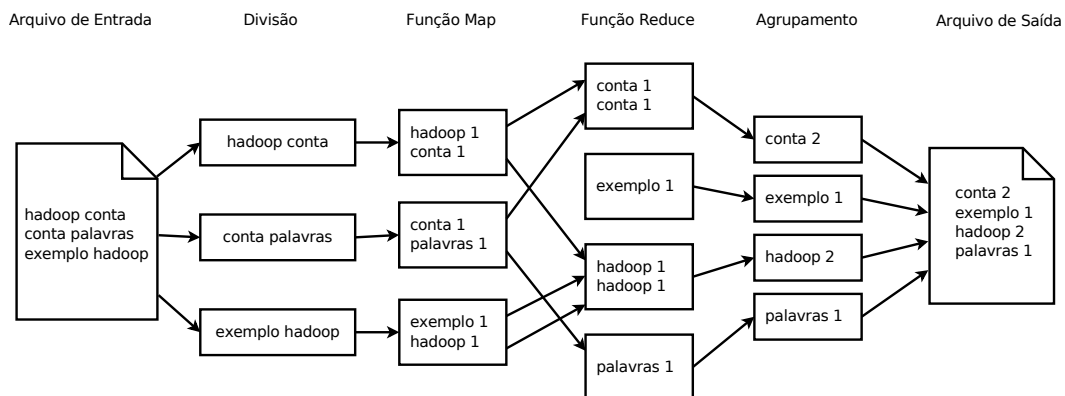 Arquivo de Entrada
Divisão
Função Map
Função Reduce
Agrupamento
Arquivo de Saída
hadoop conta
conta palavras
exemplo hadoop
hadoop conta
conta palavras
exemplo hadoop
hadoop 1
conta 1
conta 1
palavras 1
exemplo 1
hadoop 1
conta 1
conta 1
exemplo 1
hadoop 1
hadoop 1
palavras 1
conta 2
exemplo 1
hadoop 2
palavras 1
conta 2
exemplo 1
hadoop 2
palavras 1